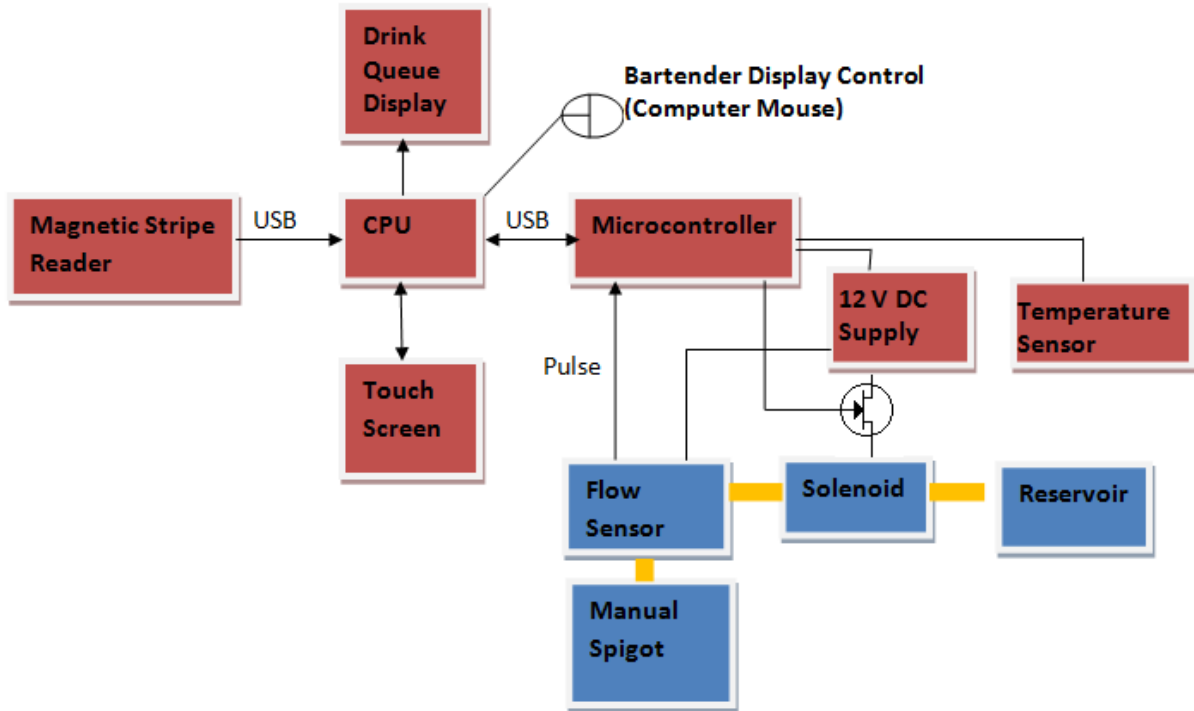 Drink
Queue
Display
Bartender Display Control
(Computer Mouse)
Magnetic Stripe
Reader
USB
CPU
USB
Microcontroller
12 V DC
Supply
Temperature
Sensor
Pulse
Touch
Screen
Flow
Sensor
Solenoid
Reservoir
Manual
Spigot